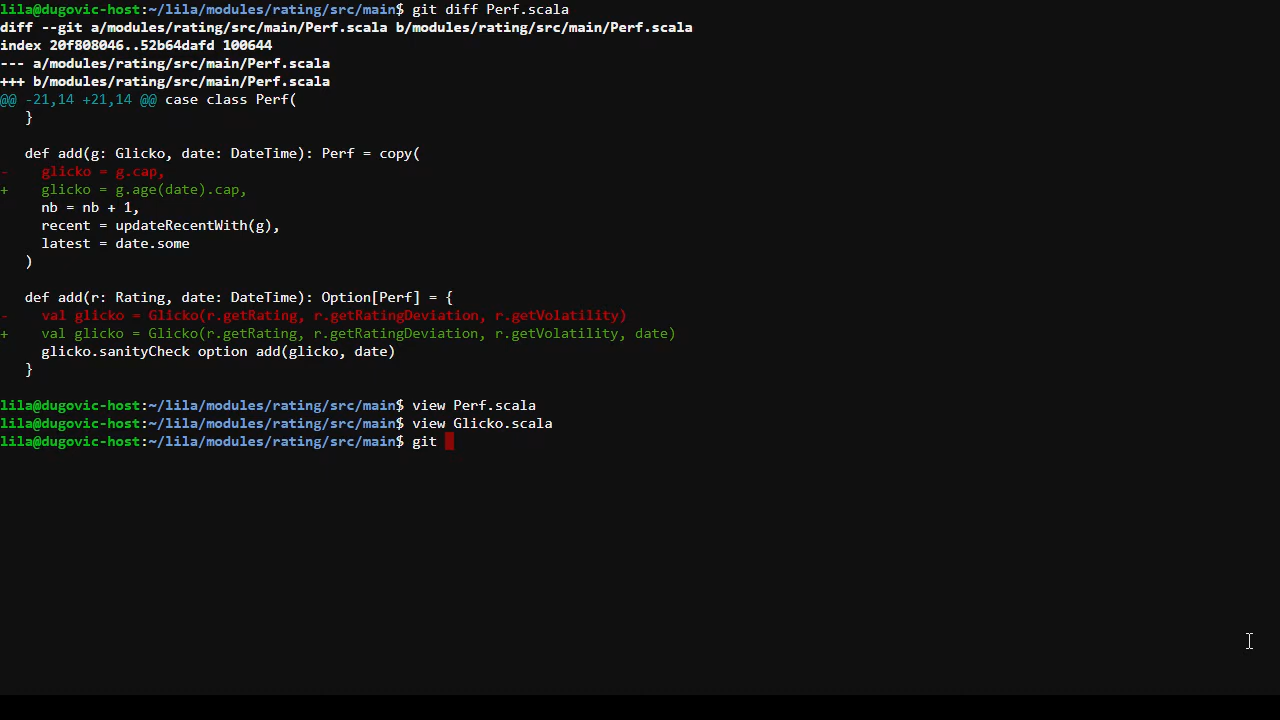 lila@dugovic-host:~/lila/modules/rating/src/main$ git diff Perf.scala
diff --git a/modules/rating/src/main/Perf.scala b/modules/rating/src/main/Perf.scala
index 20f808046..52b64dafd 100644
--- a/modules/rating/src/main/Perf.scala
+++ b/modules/rating/src/main/Perf.scala
@@ -21,14 +21,14 @@ case class Perf(
   }

   def add(g: Glicko, date: DateTime): Perf = copy(
-    glicko = g.cap,
+    glicko = g.age(date).cap,
     nb = nb + 1,
     recent = updateRecentWith(g),
     latest = date.some
   )

   def add(r: Rating, date: DateTime): Option[Perf] = {
-    val glicko = Glicko(r.getRating, r.getRatingDeviation, r.getVolatility)
+    val glicko = Glicko(r.getRating, r.getRatingDeviation, r.getVolatility, date)
     glicko.sanityCheck option add(glicko, date)
   }

lila@dugovic-host:~/lila/modules/rating/src/main$ view Perf.scala
lila@dugovic-host:~/lila/modules/rating/src/main$ view Glicko.scala
lila@dugovic-host:~/lila/modules/rating/src/main$ git